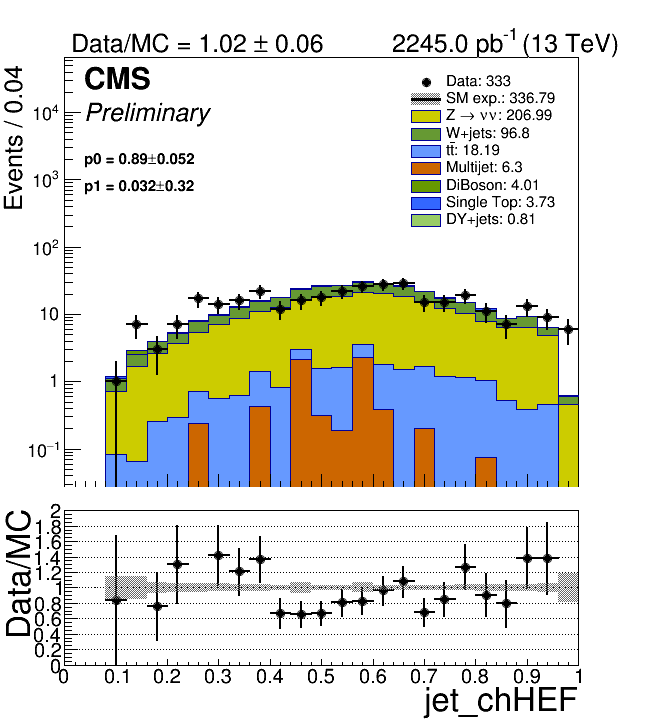 Data/MC = 1.02 ± 0.06 2245.0 pb⁻¹ (13 TeV)
CMS
Preliminary
p0 = 0.89±0.052
p1 = 0.032±0.32
Data: 333
SM exp.: 336.79
Z → νν: 206.99
W+jets: 96.8
tt̄: 18.19
Multijet: 6.3
DiBoson: 4.01
Single Top: 3.73
DY+jets: 0.81
Events / 0.04
10⁴
10³
10²
10
1
10⁻¹
Data/MC
2
1.8
1.6
1.4
1.2
1
0.8
0.6
0.4
0.2
0
0 0.1 0.2 0.3 0.4 0.5 0.6 0.7 0.8 0.9 1
jet_chHEF